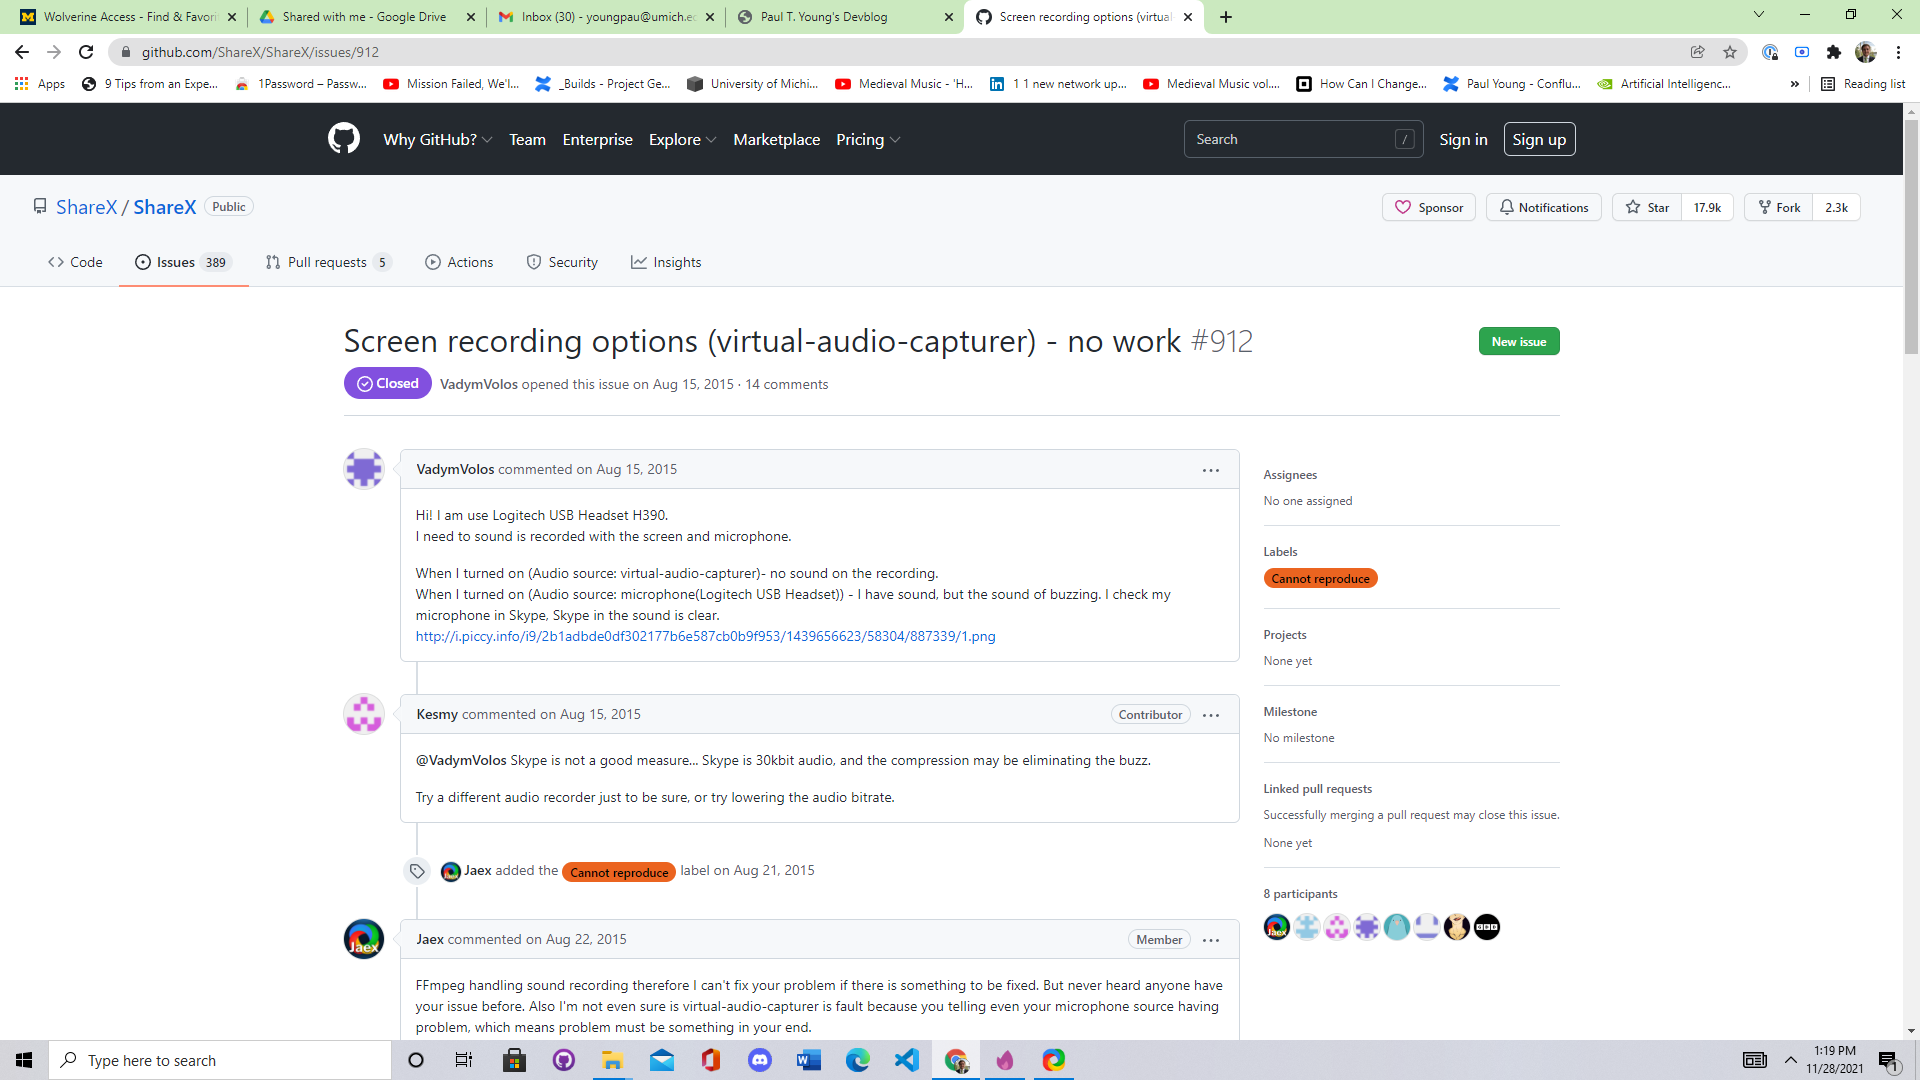 Wolverine Access - Find & Favorit
Shared with me - Google Drive
Inbox (30) - youngpau@umich.ed
Paul T. Young's Devblog
Screen recording options (virtual
github.com/ShareX/ShareX/issues/912
Apps
9 Tips from an Expe...
1Password – Passw...
Mission Failed, We'l...
_Builds - Project Ge...
University of Michi...
Medieval Music - 'H...
1 1 new network up...
Medieval Music vol....
How Can I Change...
Paul Young - Conflu...
Artificial Intelligenc...
»
Reading list
Why GitHub? Team Enterprise Explore Marketplace Pricing
Search /
Sign in
Sign up
ShareX / ShareX Public
Sponsor
Notifications
Star 17.9k
Fork 2.3k
Code
Issues 389
Pull requests 5
Actions
Security
Insights
Screen recording options (virtual-audio-capturer) - no work #912
New issue
Closed VadymVolos opened this issue on Aug 15, 2015 · 14 comments
VadymVolos commented on Aug 15, 2015
Hi! I am use Logitech USB Headset H390.
I need to sound is recorded with the screen and microphone.
When I turned on (Audio source: virtual-audio-capturer)- no sound on the recording.
When I turned on (Audio source: microphone(Logitech USB Headset)) - I have sound, but the sound of buzzing. I check my
microphone in Skype, Skype in the sound is clear.
http://i.piccy.info/i9/2b1adbde0df302177b6e587cb0b9f953/1439656623/58304/887339/1.png
Kesmy commented on Aug 15, 2015
Contributor
@VadymVolos Skype is not a good measure... Skype is 30kbit audio, and the compression may be eliminating the buzz.
Try a different audio recorder just to be sure, or try lowering the audio bitrate.
Jaex added the Cannot reproduce label on Aug 21, 2015
Jaex
Jaex commented on Aug 22, 2015
Member
FFmpeg handling sound recording therefore I can't fix your problem if there is something to be fixed. But never heard anyone have
your issue before. Also I'm not even sure is virtual-audio-capturer is fault because you telling even your microphone source having
problem, which means problem must be something in your end.
Assignees
No one assigned
Labels
Cannot reproduce
Projects
None yet
Milestone
No milestone
Linked pull requests
Successfully merging a pull request may close this issue.
None yet
8 participants
Type here to search
1:19 PM
11/28/2021
1